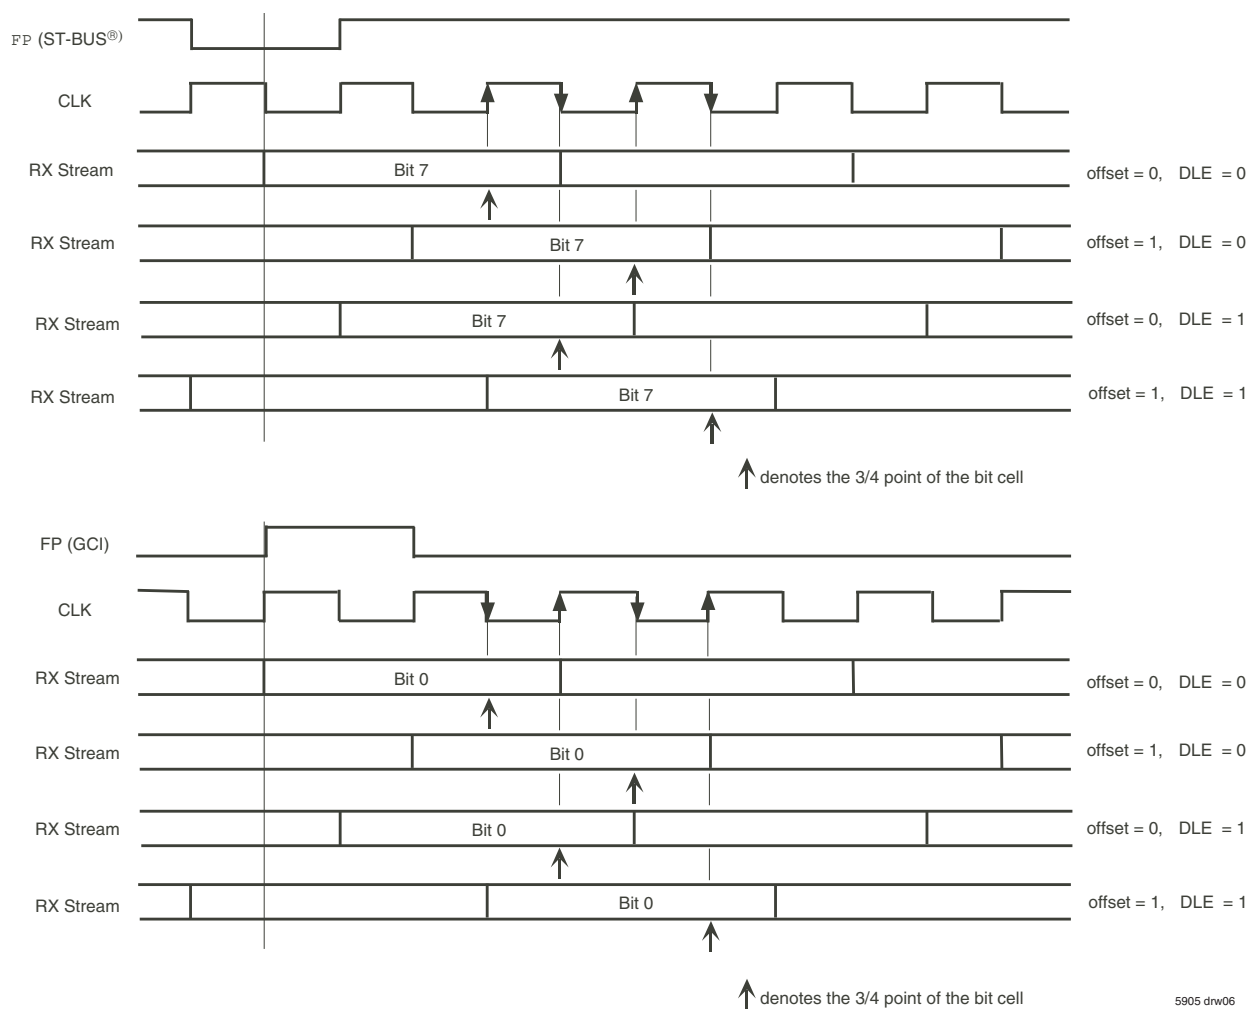 FP (ST-BUS®)
CLK
RX Stream Bit 7 offset = 0, DLE = 0
RX Stream Bit 7 offset = 1, DLE = 0
RX Stream Bit 7 offset = 0, DLE = 1
RX Stream Bit 7 offset = 1, DLE = 1
denotes the 3/4 point of the bit cell
FP (GCI)
CLK
RX Stream Bit 0 offset = 0, DLE = 0
RX Stream Bit 0 offset = 1, DLE = 0
RX Stream Bit 0 offset = 0, DLE = 1
RX Stream Bit 0 offset = 1, DLE = 1
denotes the 3/4 point of the bit cell
5905 drw06